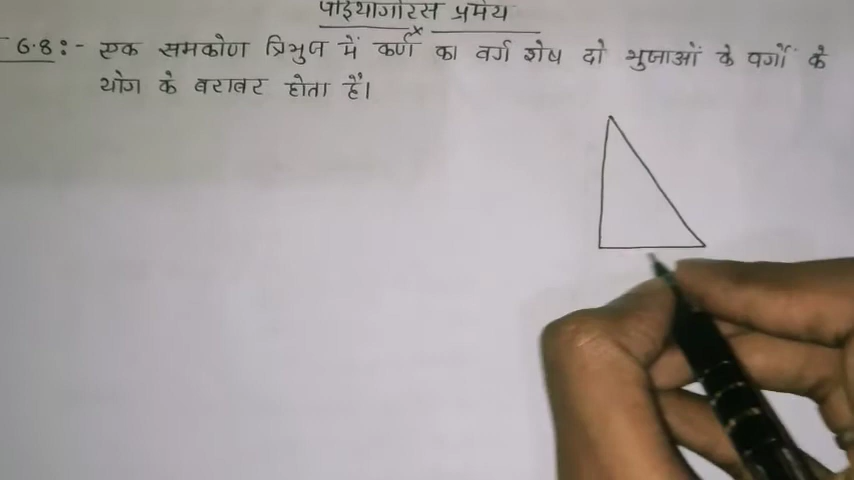 पाइथागोरस प्रमेय
6.8:- एक समकोण त्रिभुज में कर्ण का वर्ग शेष दो भुजाओं के वर्गों के
योग के बराबर होता है।